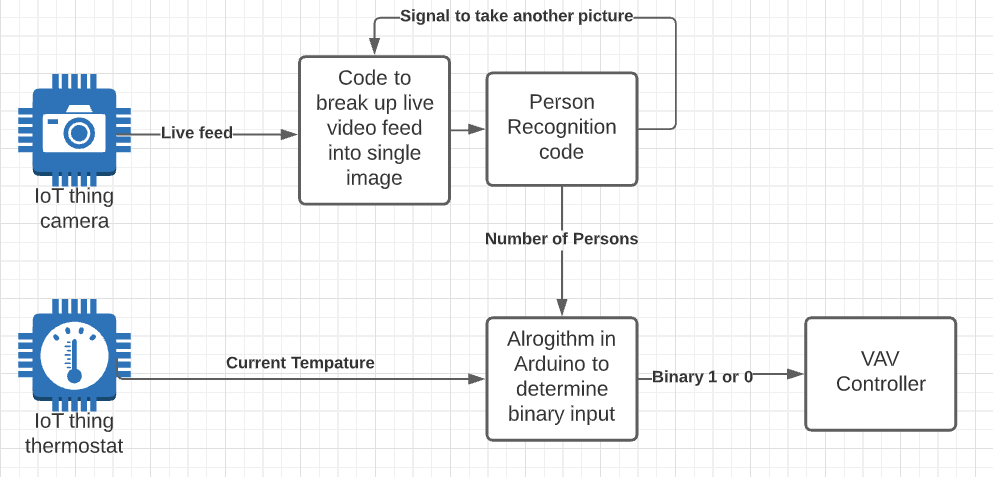 Signal to take another picture
Code to
break up live
video feed
into single
image
Person
Recognition
code
Live feed
IoT thing
camera
Number of Persons
Current Tempature
Alrogithm in
Arduino to
determine
binary input
Binary 1 or 0
VAV
Controller
IoT thing
thermostat